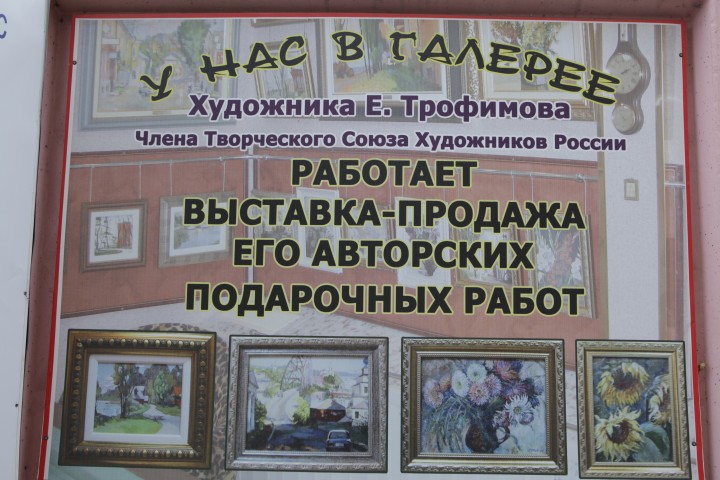 У НАС В ГАЛЕРЕЕ
Художника Е. Трофимова
Члена Творческого Союза Художников России
РАБОТАЕТ
ВЫСТАВКА-ПРОДАЖА
ЕГО АВТОРСКИХ
ПОДАРОЧНЫХ РАБОТ